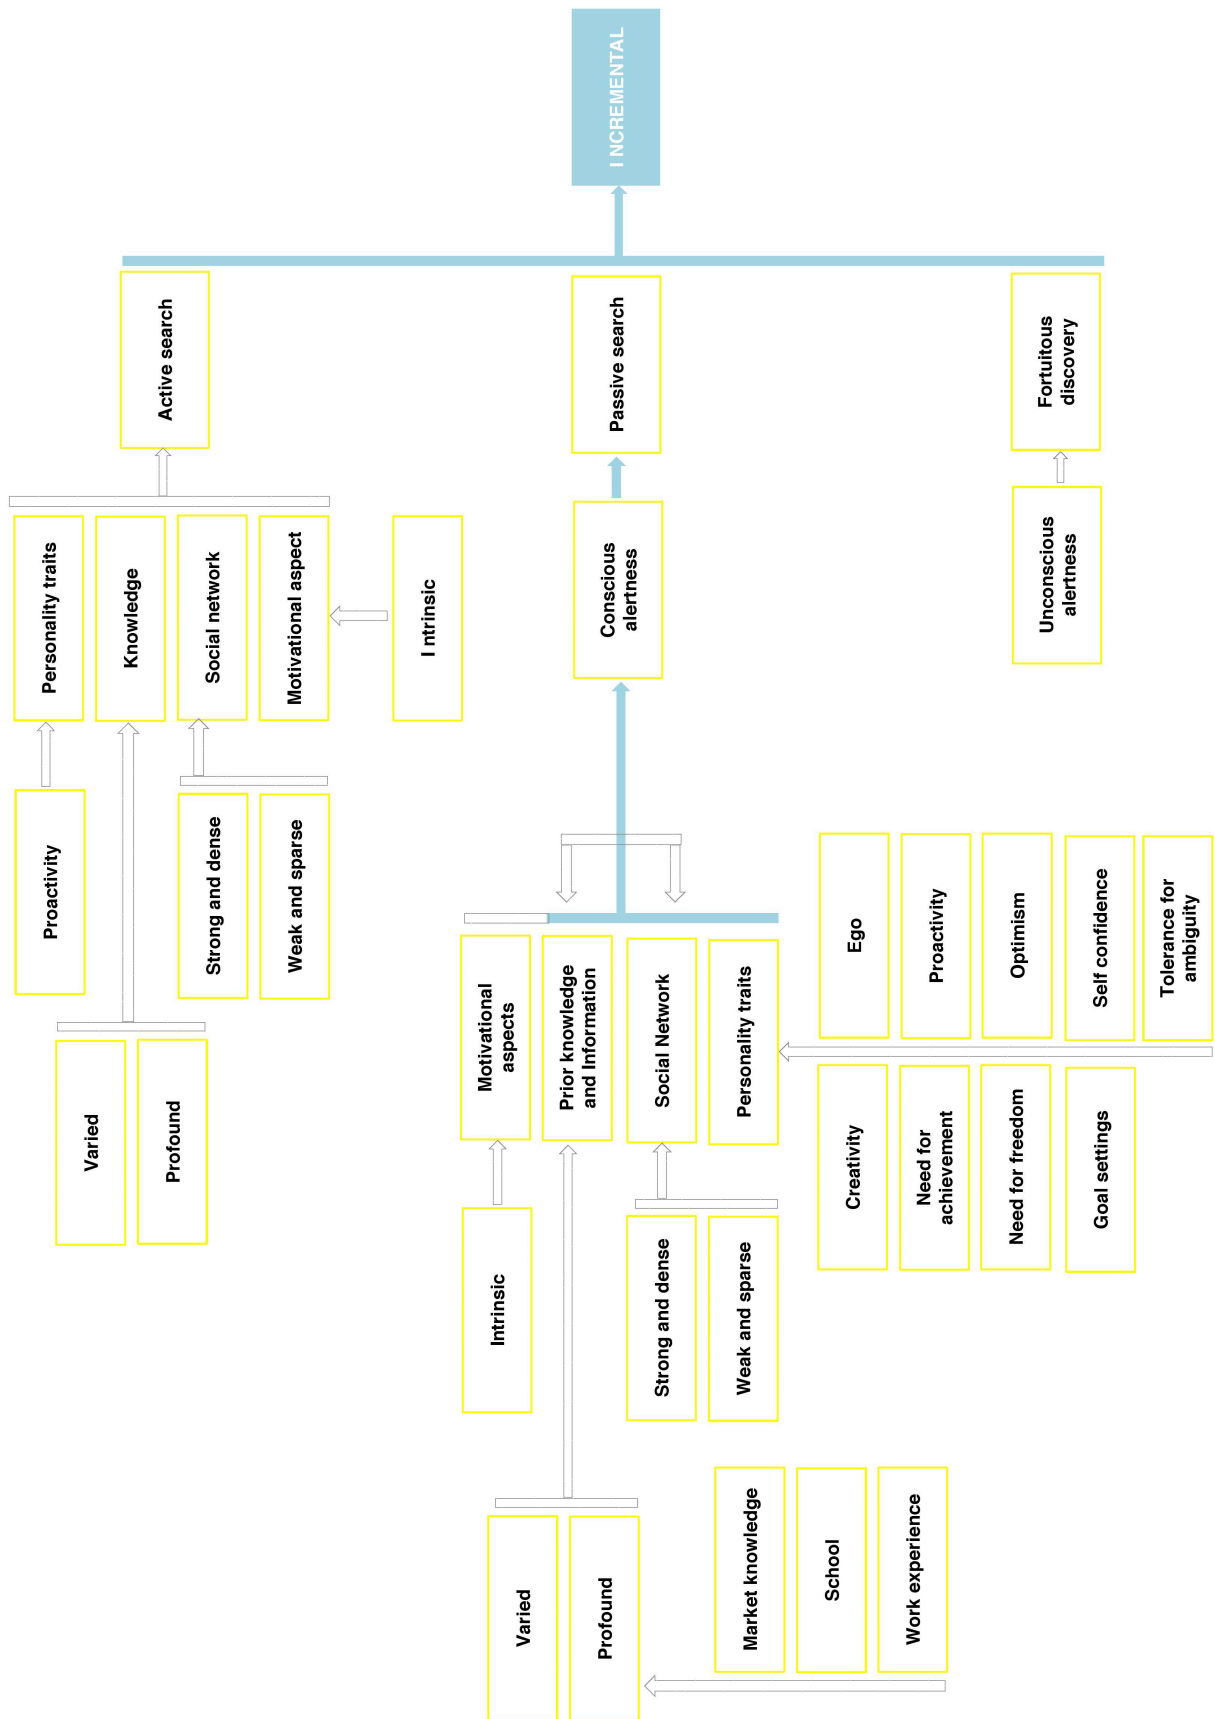 Proactivity
Personality traits
Varied
Knowledge
Profound
Active search
Strong and dense
Social network
Weak and sparse
Motivational aspect
I ntrinsic
Intrinsic
Motivational
aspects
Varied
Prior knowledge
and Information
Profound
Conscious
alertness
Passive search
I NCREMENTAL
Strong and dense
Social Network
Weak and sparse
Personality traits
Market knowledge
School
Work experience
Creativity
Ego
Need for
achievement
Proactivity
Need for freedom
Optimism
Goal settings
Self confidence
Tolerance for
ambiguity
Unconscious
alertness
Fortuitous
discovery